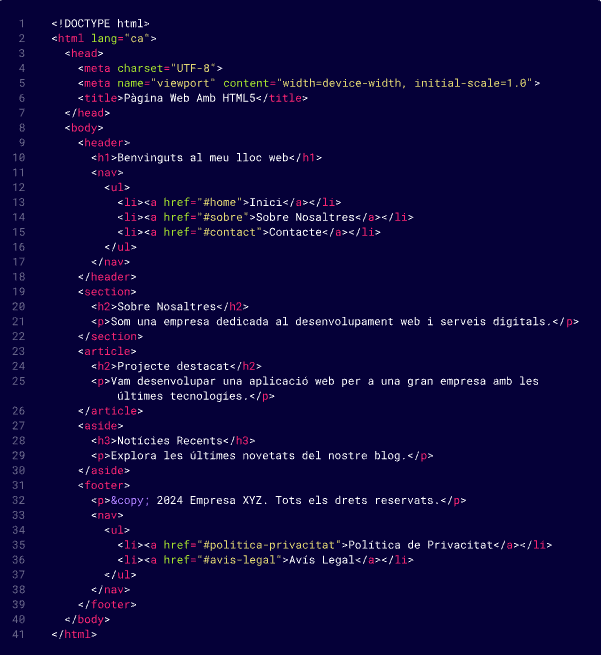 1 <!DOCTYPE html>
2 <html lang="ca">
3 <head>
4 <meta charset="UTF-8">
5 <meta name="viewport" content="width=device-width, initial-scale=1.0">
6 <title>Pàgina Web Amb HTML5</title>
7 </head>
8 <body>
9 <header>
10 <h1>Benvinguts al meu lloc web</h1>
11 <nav>
12 <ul>
13 <li><a href="#home">Inici</a></li>
14 <li><a href="#sobre">Sobre Nosaltres</a></li>
15 <li><a href="#contact">Contacte</a></li>
16 </ul>
17 </nav>
18 </header>
19 <section>
20 <h2>Sobre Nosaltres</h2>
21 <p>Som una empresa dedicada al desenvolupament web i serveis digitals.</p>
22 </section>
23 <article>
24 <h2>Projecte destacat</h2>
25 <p>Vam desenvolupar una aplicació web per a una gran empresa amb les
últimes tecnologies.</p>
26 </article>
27 <aside>
28 <h3>Notícies Recents</h3>
29 <p>Explora les últimes novetats del nostre blog.</p>
30 </aside>
31 <footer>
32 <p>&copy; 2024 Empresa XYZ. Tots els drets reservats.</p>
33 <nav>
34 <ul>
35 <li><a href="#politica-privacitat">Política de Privacitat</a></li>
36 <li><a href="#avis-legal">Avís Legal</a></li>
37 </ul>
38 </nav>
39 </footer>
40 </body>
41 </html>